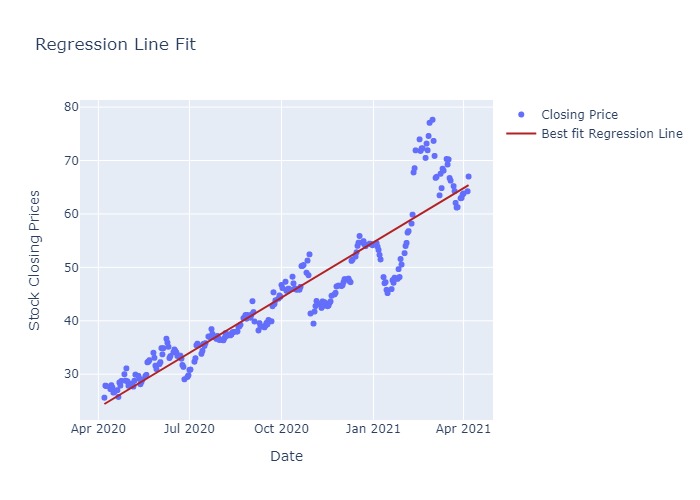 Regression Line Fit
Closing Price
Best fit Regression Line
80
70
60
50
40
30
Stock Closing Prices
Apr 2020
Jul 2020
Oct 2020
Jan 2021
Apr 2021
Date